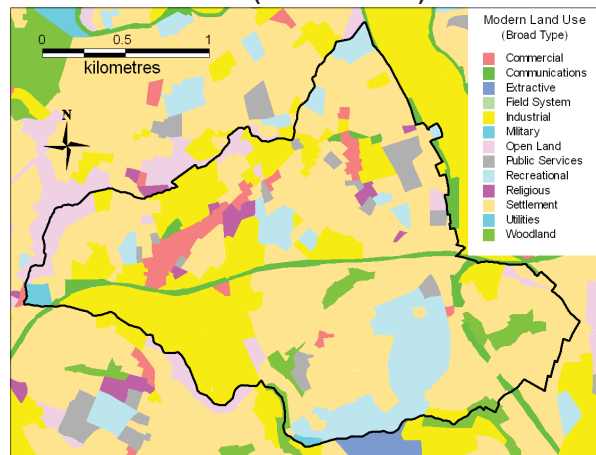 0 0.5 1
kilometres
N
Modern Land Use
(Broad Type)
Commercial
Communications
Extractive
Field System
Industrial
Military
Open Land
Public Services
Recreational
Religious
Settlement
Utilities
Woodland